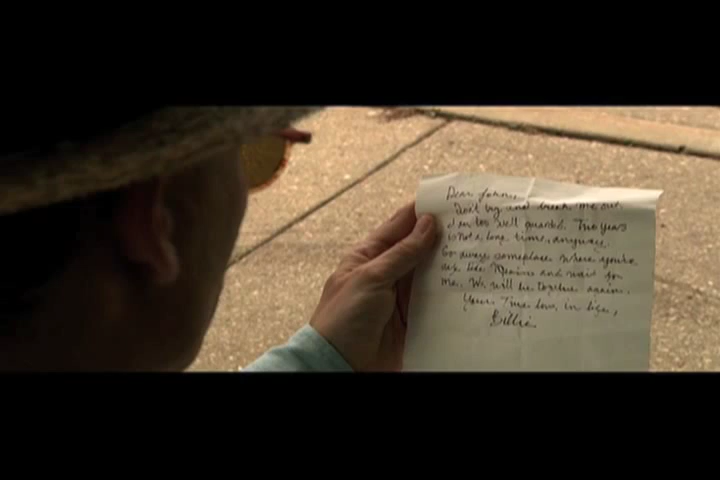 Dear Johnny
Don't try and break me out.
I'm too well guarded. Two years
is not a long time, anyway.
Go away someplace where you're
safe like Mexico and wait for
me. We will be together again.
Your True love, in life,
Billie